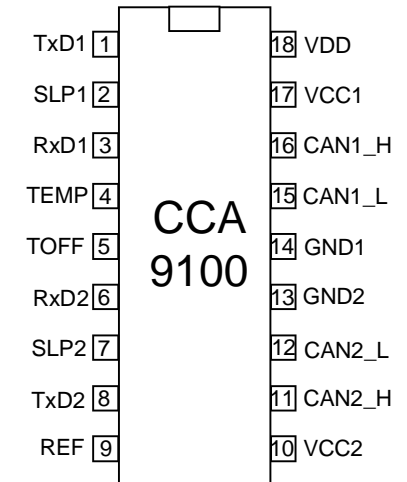 TxD1 1 18 VDD
SLP1 2 17 VCC1
RxD1 3 16 CAN1_H
TEMP 4 15 CAN1_L
CCA
TOFF 5 14 GND1
9100
RxD2 6 13 GND2
SLP2 7 12 CAN2_L
TxD2 8 11 CAN2_H
REF 9 10 VCC2